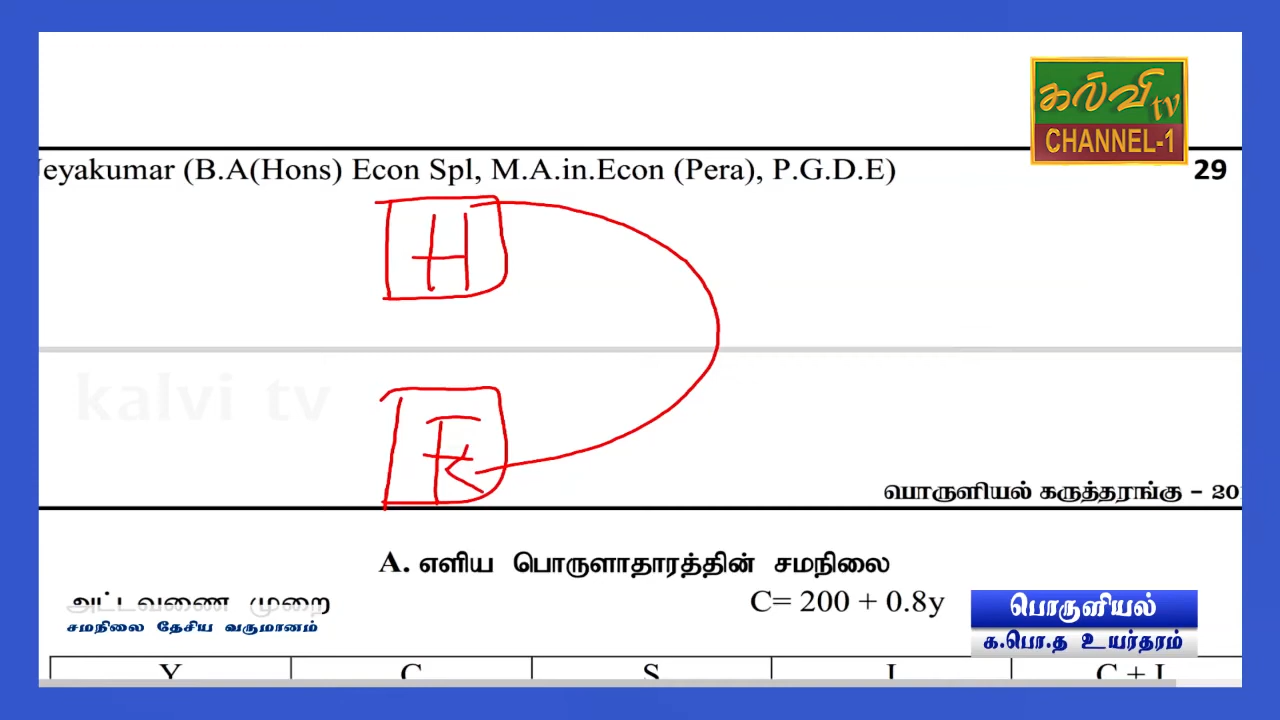 கல்வி tv
CHANNEL-1
Jeyakumar (B.A(Hons) Econ Spl, M.A.in.Econ (Pera), P.G.D.E)
29
H
kalvi tv
F
பொருளியல் கருத்தரங்கு – 20
A. எளிய பொருளாதாரத்தின் சமநிலை
அட்டவணை முறை
C= 200 + 0.8y
பொருளியல்
சமநிலை தேசிய வருமானம்
க.பொ.த உயர்தரம்
Y C S I C + I